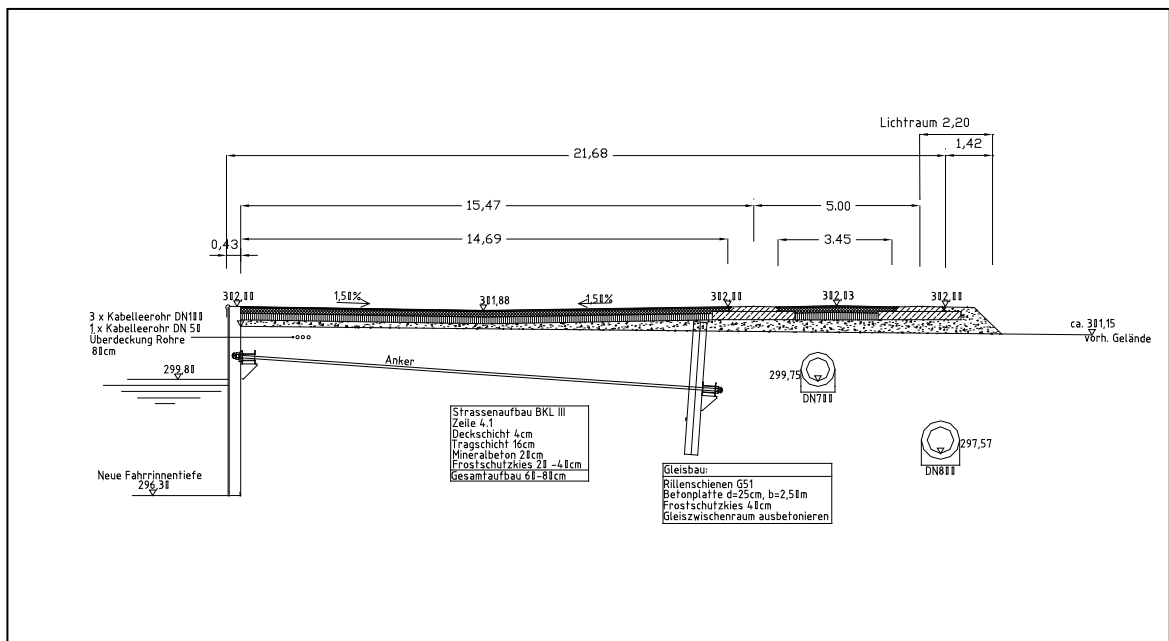 Lichtraum 2,20
21,68
1,42
15,47
5.00
14,69
3.45
0,43
302,00
1,50%
301,88
1,50%
302,00
302,03
302,00
3 x Kabelleerohr DN100
1 x Kabelleerohr DN 50
Überdeckung Rohre
80cm
ca. 301,15
vorh. Gelände
Anker
299,80
299,75
DN700
Strassenaufbau BKL III
Zeile 4.1
Deckschicht 4cm
Tragschicht 16cm
Mineralbeton 20cm
Frostschutzkies 20 -40cm
Gesamtaufbau 60-80cm
297,57
DN800
Neue Fahrrinnentiefe
296,30
Gleisbau:
Rillenschienen G51
Betonplatte d=25cm, b=2,50m
Frostschutzkies 40cm
Gleiszwischenraum ausbetonieren